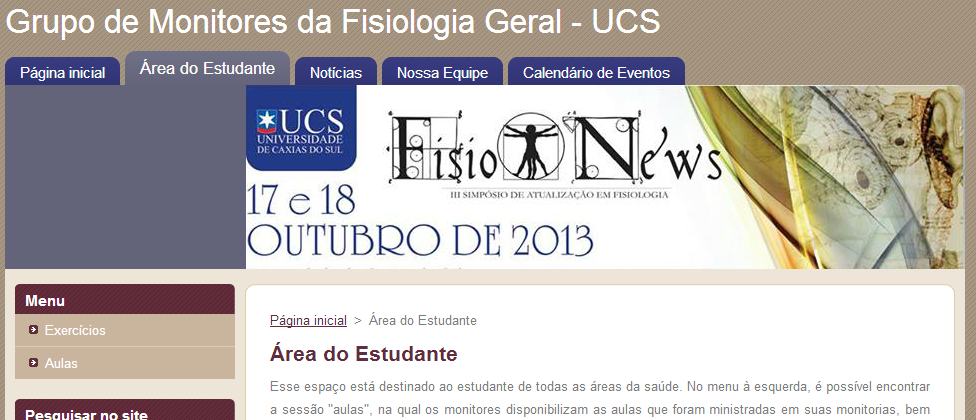 Grupo de Monitores da Fisiologia Geral - UCS
Página inicial
Área do Estudante
Notícias
Nossa Equipe
Calendário de Eventos
UCS
UNIVERSIDADE
DE CAXIAS DO SUL
Fisio News
III SIMPÓSIO DE ATUALIZAÇÃO EM FISIOLOGIA
17 e 18
OUTUBRO DE 2013
Menu
Exercícios
Aulas
Pesquisar no site
Página inicial > Área do Estudante
Área do Estudante
Esse espaço está destinado ao estudante de todas as áreas da saúde. No menu à esquerda, é possível encontrar
a sessão "aulas", na qual os monitores disponibilizam as aulas que foram ministradas em suas monitorias, bem